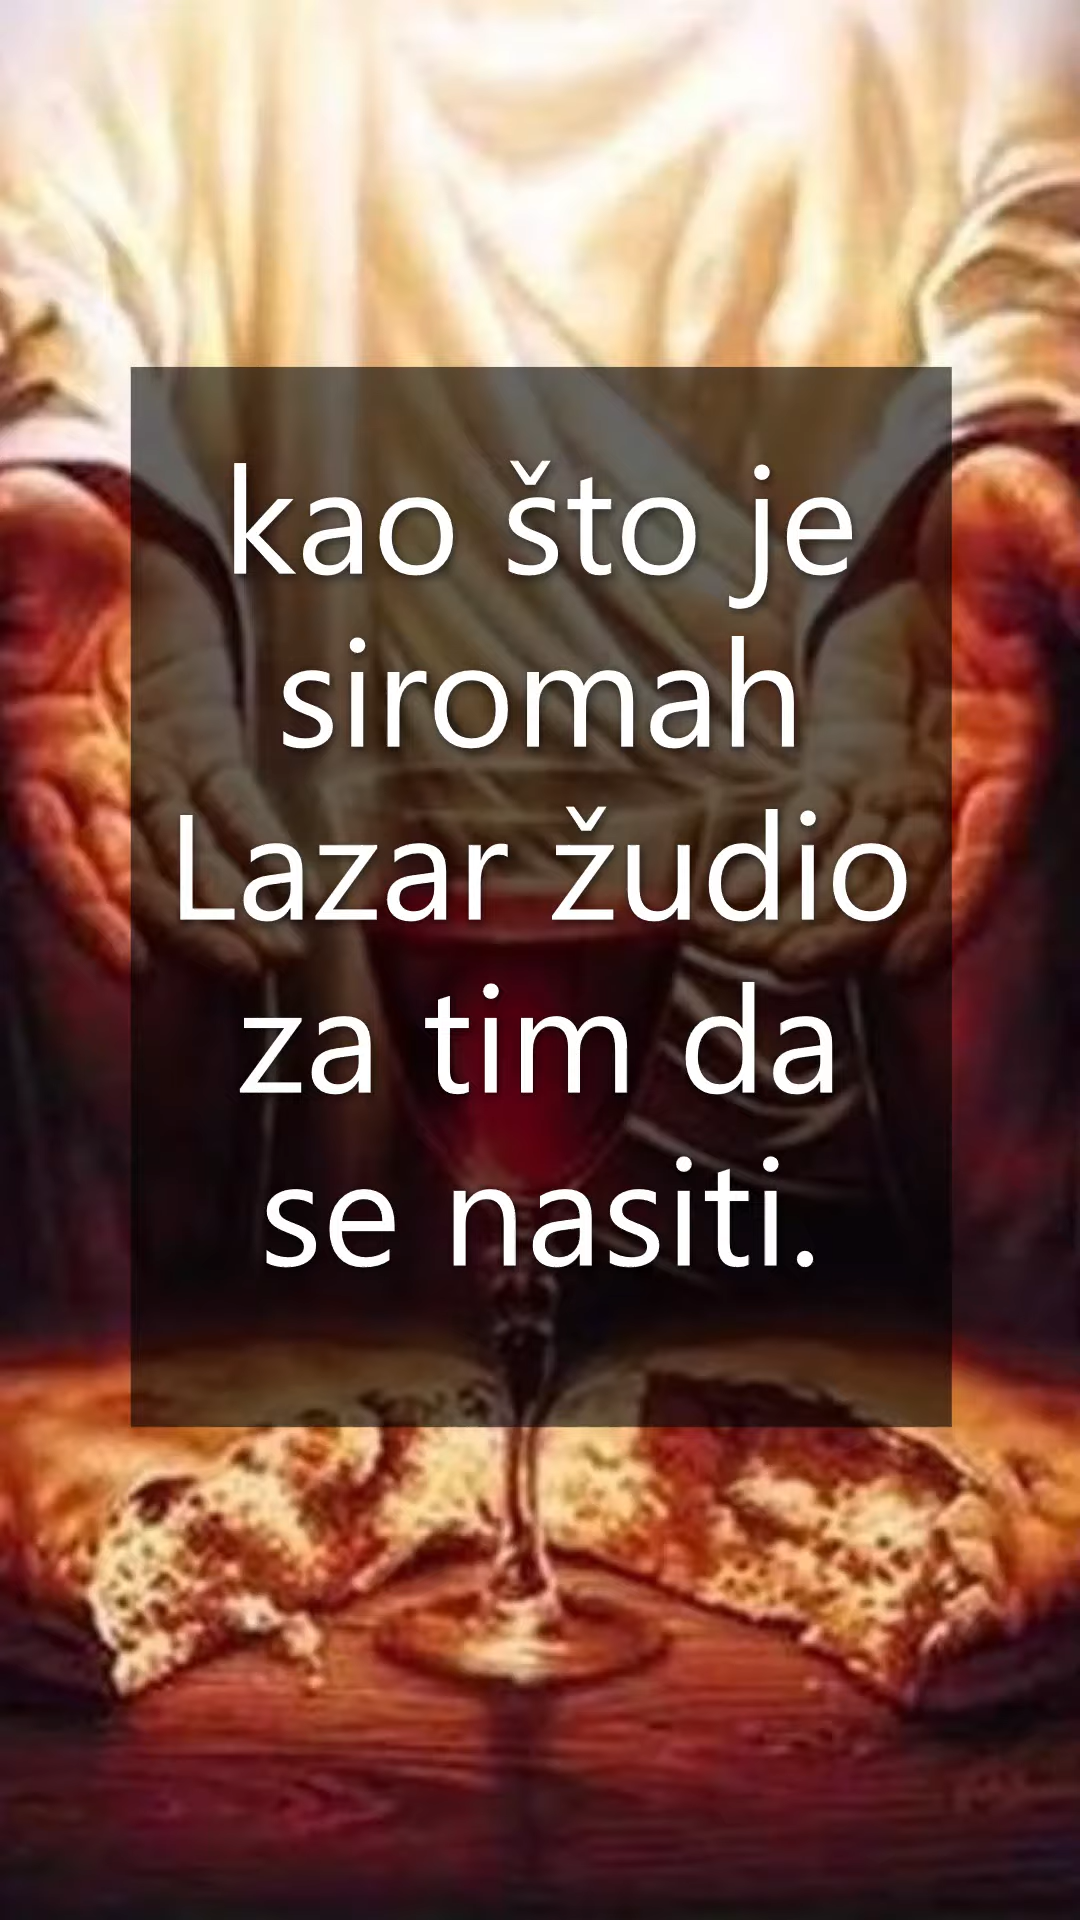 kao što je
siromah
Lazar žudio
za tim da
se nasiti.